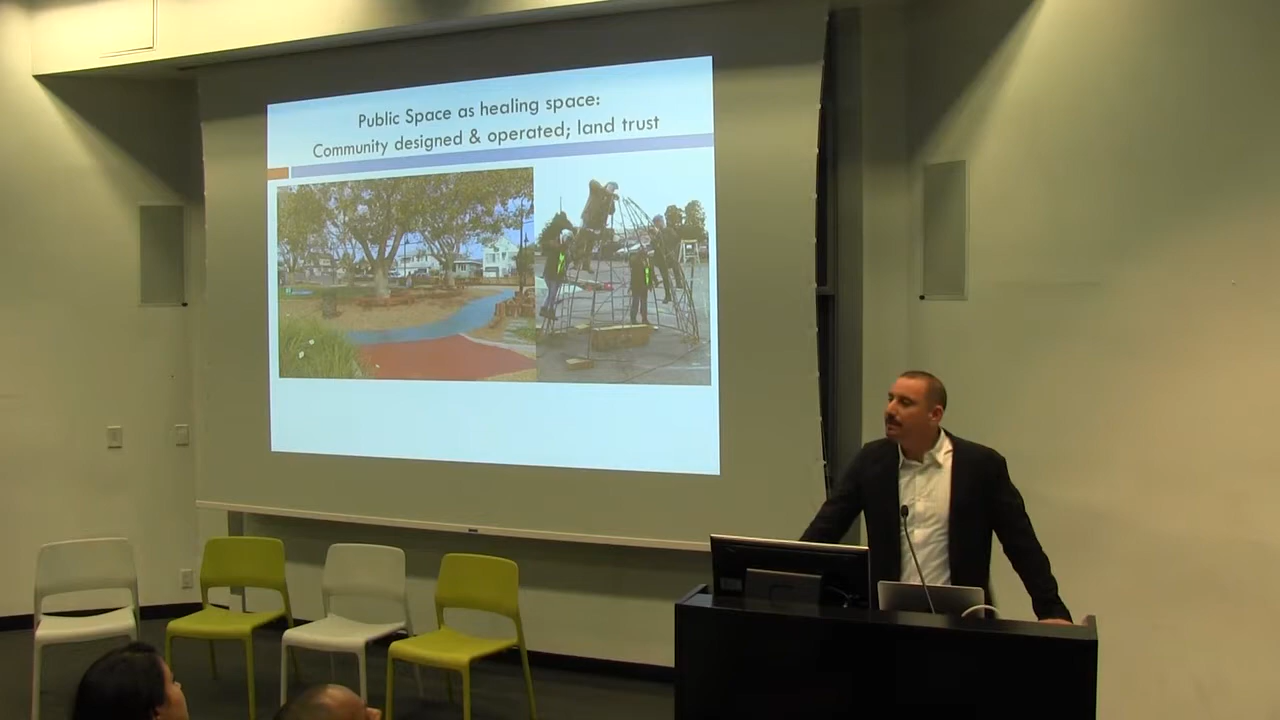 Public Space as healing space:
Community designed & operated; land trust